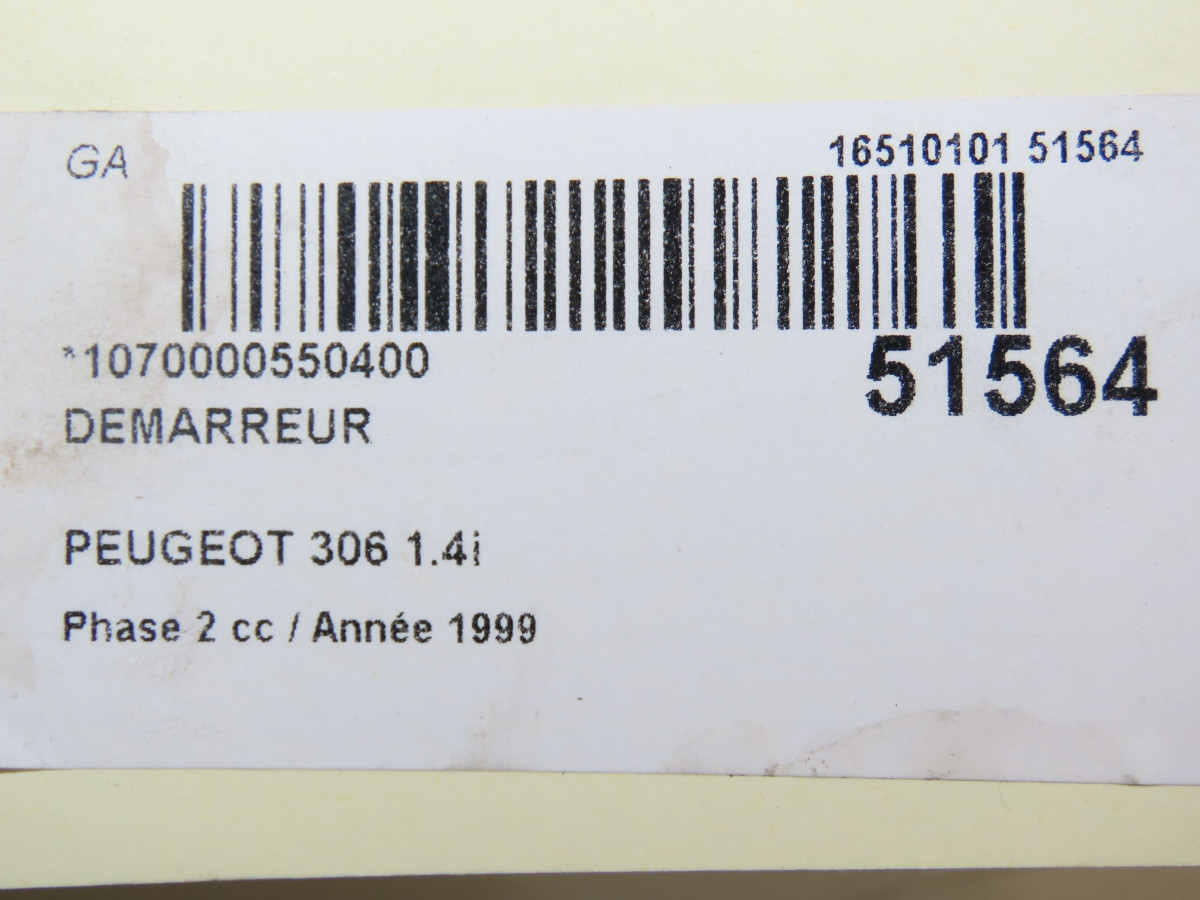 GA
16510101 51564
*1070000550400
51564
DEMARREUR
PEUGEOT 306 1.4i
Phase 2 cc / Année 1999